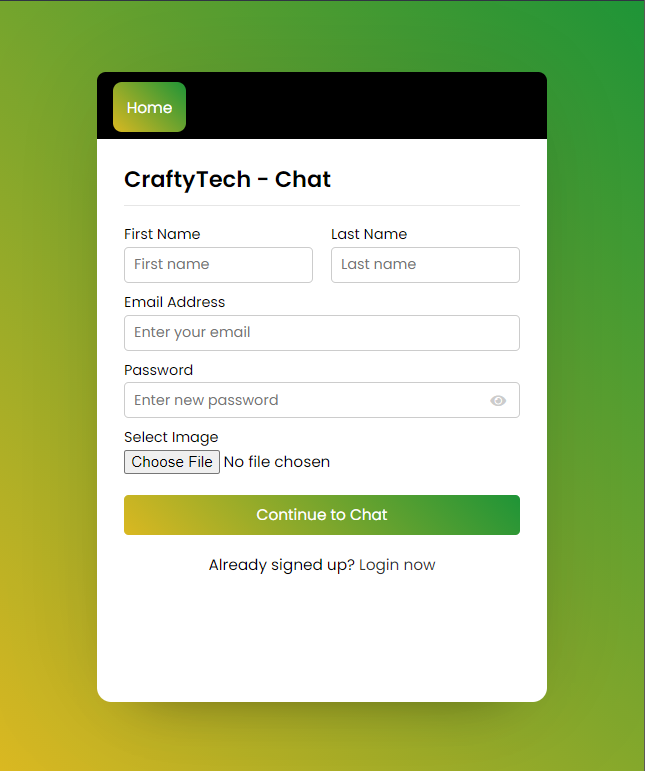 Home
CraftyTech - Chat
First Name Last Name
First name Last name
Email Address
Enter your email
Password
Enter new password
Select Image
Choose File No file chosen
Continue to Chat
Already signed up? Login now